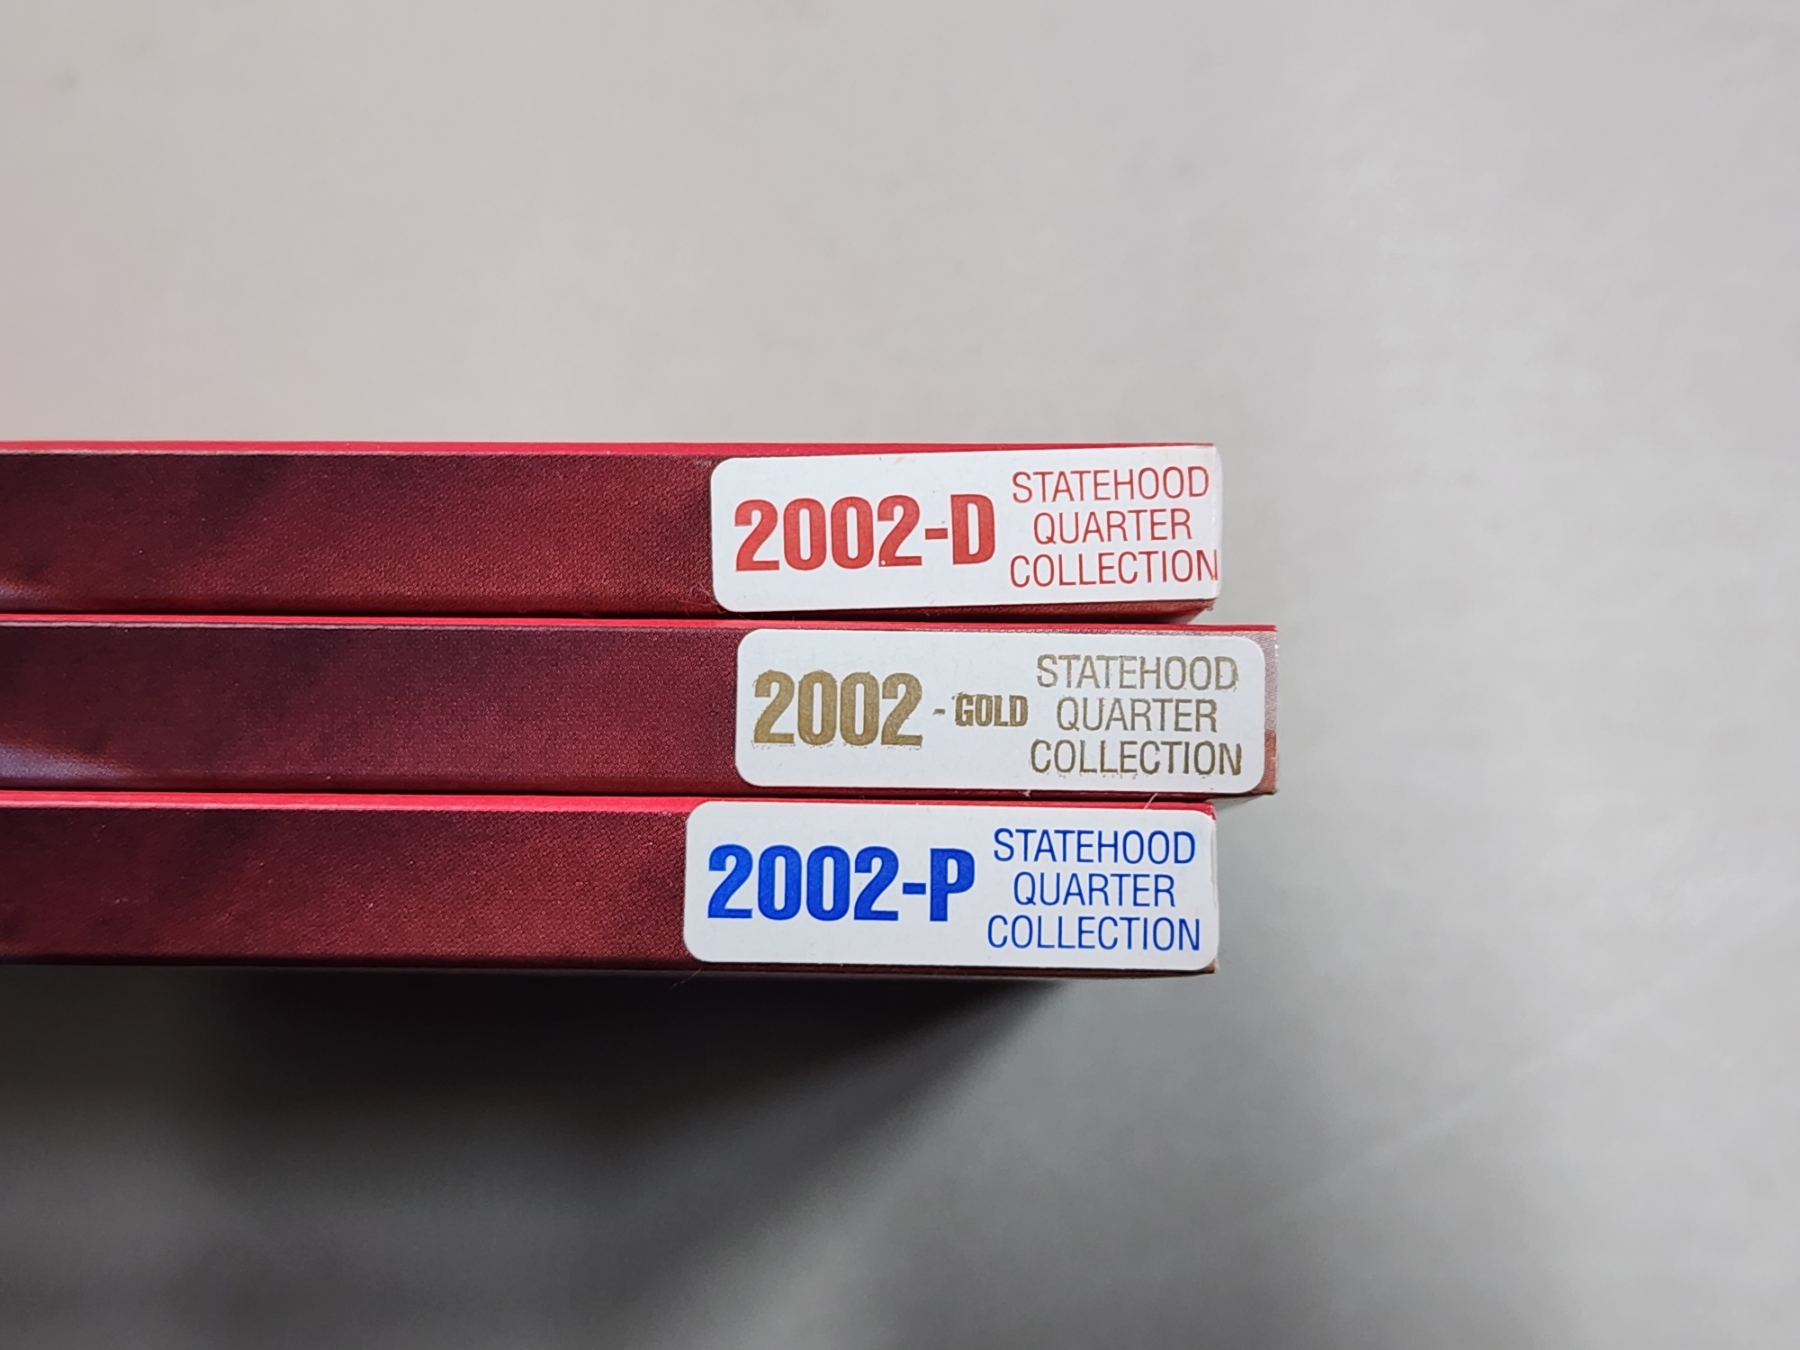 2002-D
STATEHOOD
QUARTER
COLLECTION
2002 - GOLD
STATEHOOD
QUARTER
COLLECTION
2002-P
STATEHOOD
QUARTER
COLLECTION